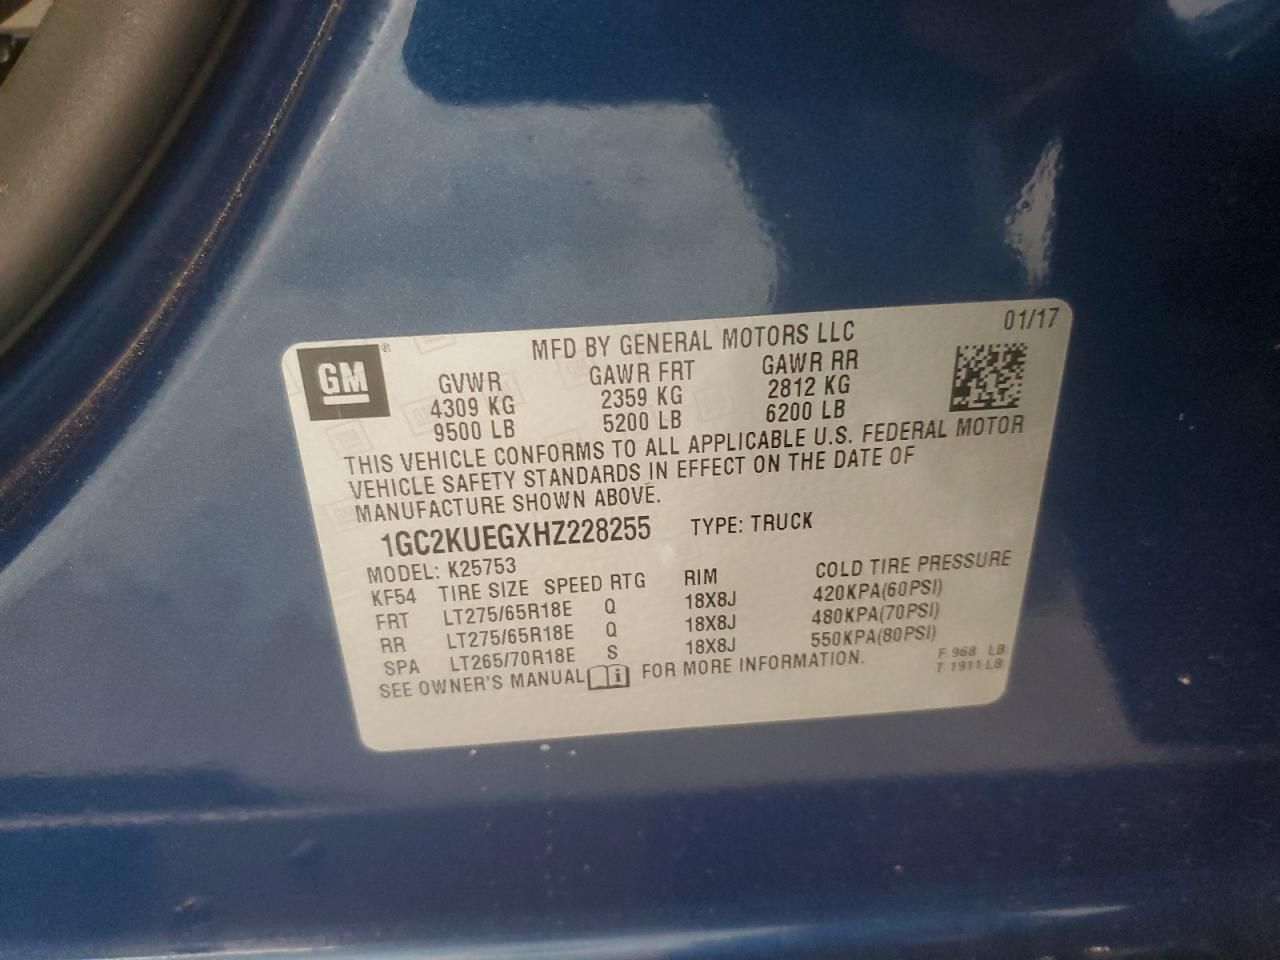 01/17
MFD BY GENERAL MOTORS LLC
GM ®
GVWR GAWR FRT GAWR RR
4309 KG 2359 KG 2812 KG
9500 LB 5200 LB 6200 LB
THIS VEHICLE CONFORMS TO ALL APPLICABLE U.S. FEDERAL MOTOR
VEHICLE SAFETY STANDARDS IN EFFECT ON THE DATE OF
MANUFACTURE SHOWN ABOVE.
1GC2KUEGXHZ228255 TYPE: TRUCK
MODEL: K25753
KF54 TIRE SIZE SPEED RTG RIM COLD TIRE PRESSURE
FRT LT275/65R18E Q 18X8J 420KPA(60PSI)
RR LT275/65R18E Q 18X8J 480KPA(70PSI)
SPA LT265/70R18E S 18X8J 550KPA(80PSI)
SEE OWNER'S MANUAL FOR MORE INFORMATION.
F 968 LB
T 1911 LB